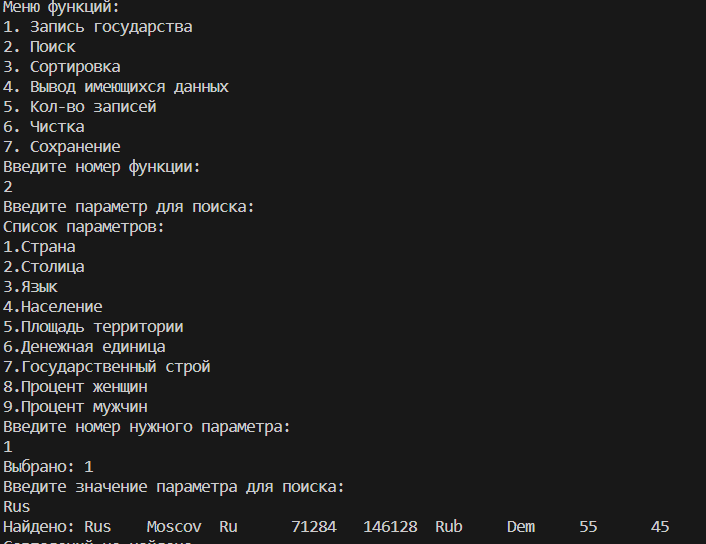 Меню функций:
1. Запись государства
2. Поиск
3. Сортировка
4. Вывод имеющихся данных
5. Кол-во записей
6. Чистка
7. Сохранение
Введите номер функции:
2
Введите параметр для поиска:
Список параметров:
1.Страна
2.Столица
3.Язык
4.Население
5.Площадь территории
6.Денежная единица
7.Государственный строй
8.Процент женщин
9.Процент мужчин
Введите номер нужного параметра:
1
Выбрано: 1
Введите значение параметра для поиска:
Rus
Найдено: Rus Moscov Ru 71284 146128 Rub Dem 55 45